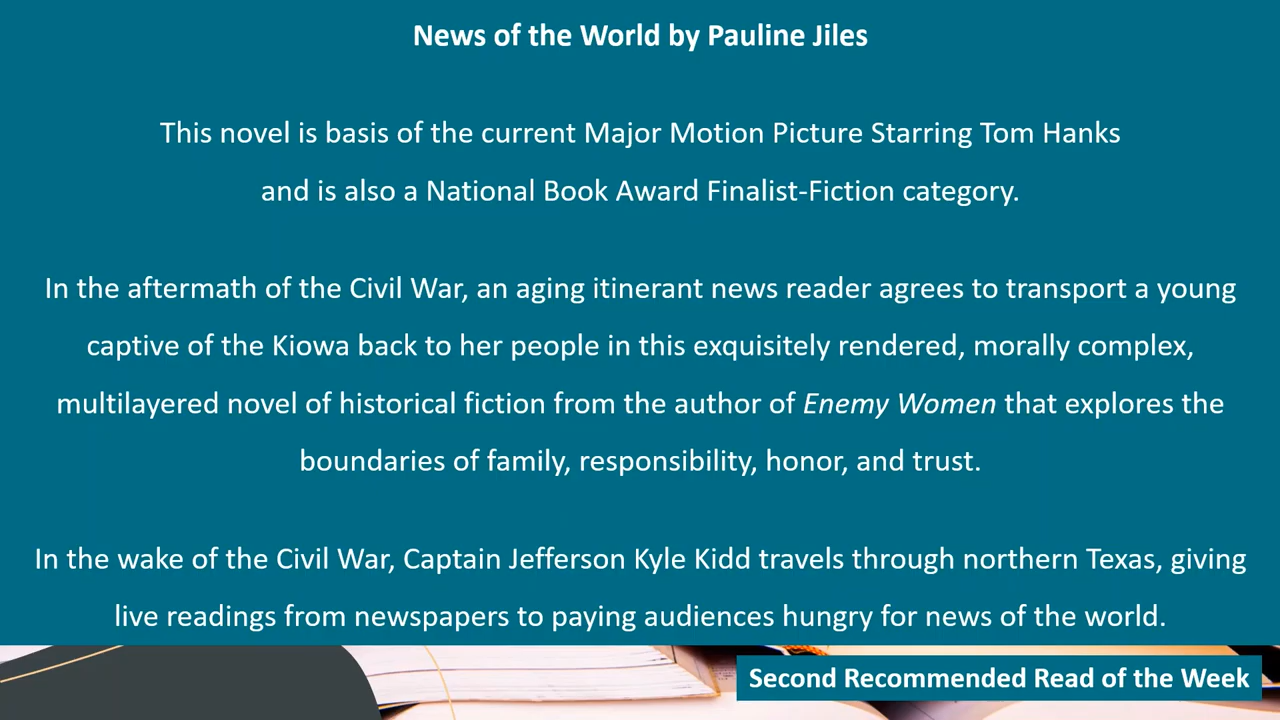 News of the World by Pauline Jiles
This novel is basis of the current Major Motion Picture Starring Tom Hanks
and is also a National Book Award Finalist-Fiction category.
In the aftermath of the Civil War, an aging itinerant news reader agrees to transport a young
captive of the Kiowa back to her people in this exquisitely rendered, morally complex,
multilayered novel of historical fiction from the author of Enemy Women that explores the
boundaries of family, responsibility, honor, and trust.
In the wake of the Civil War, Captain Jefferson Kyle Kidd travels through northern Texas, giving
live readings from newspapers to paying audiences hungry for news of the world.
Second Recommended Read of the Week